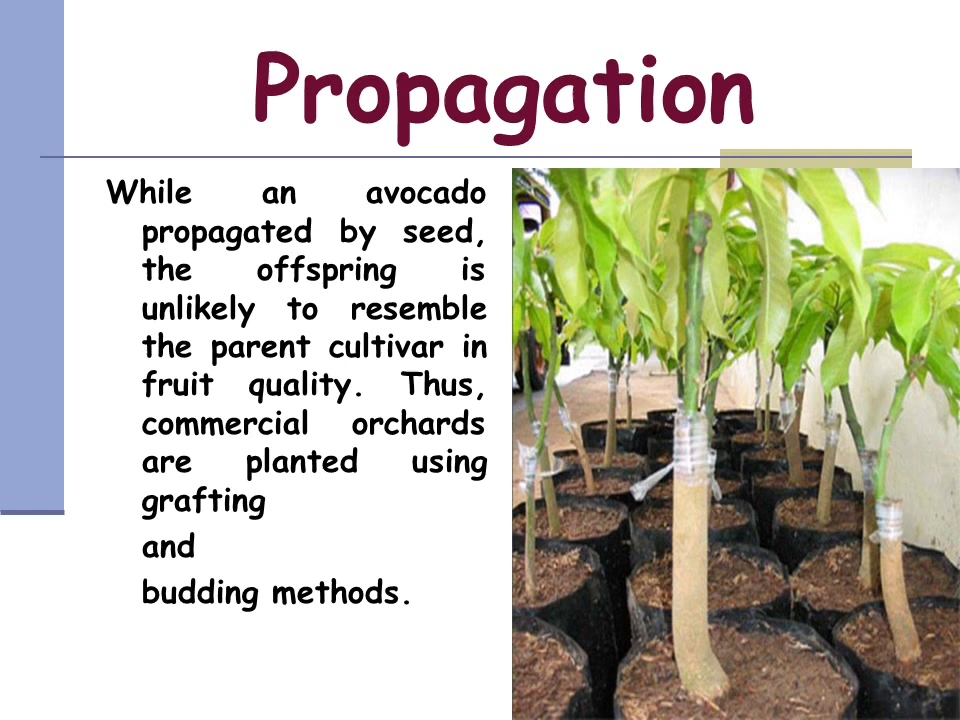 Propagation
While an avocado
propagated by seed,
the offspring is
unlikely to resemble
the parent cultivar in
fruit quality. Thus,
commercial orchards
are planted using
grafting
and
budding methods.